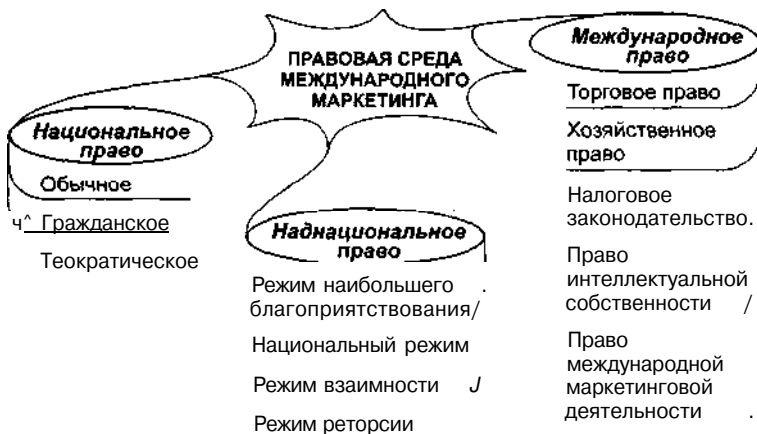 ПРАВОВАЯ СРЕДА
МЕЖДУНАРОДНОГО
МАРКЕТИНГА
Национальное
право
Обычное
ч^ Гражданское
Теократическое
Наднациональное
право
Режим наибольшего .
благоприятствования/
Национальный режим
Режим взаимности J
Режим реторсии
Международное
право
Торговое право
Хозяйственное
право
Налоговое
законодательство.
Право
интеллектуальной
собственности /
Право
международной
маркетинговой
деятельности .